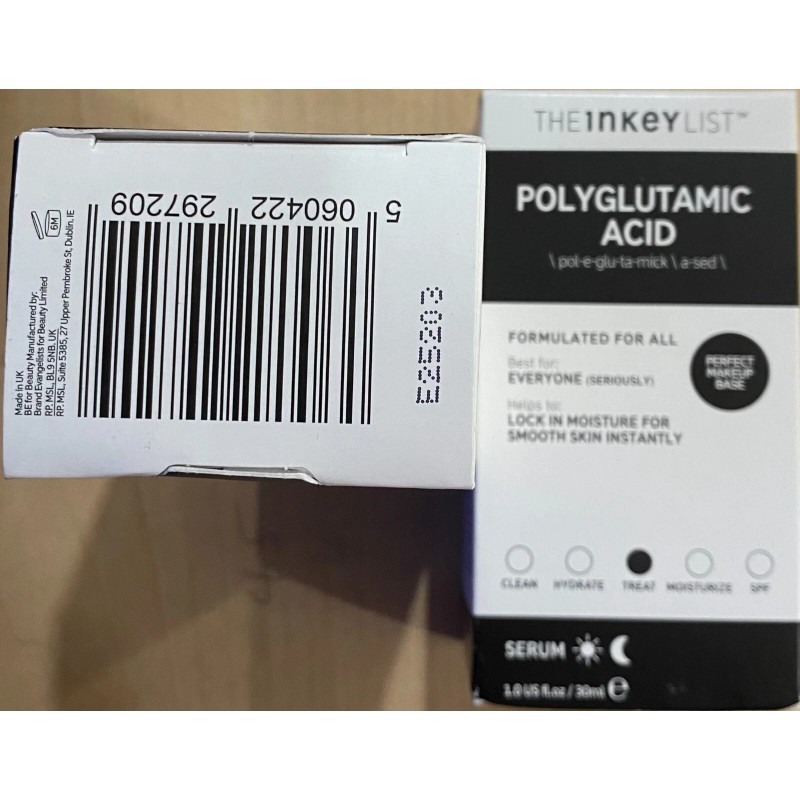 6M
Made in UK
BE for Beauty Manufactured by:
Brand Evangelists for Beauty Limited
RP, MSL, BL9 5NB, UK
RP, MSL, Suite 5385, 27 Upper Pembroke St, Dublin, IE
5 060422 297209
E25203
THE INKEY LIST™
POLYGLUTAMIC
ACID
\ pol·e·glu·ta·mick \ a·sed \
FORMULATED FOR ALL
Best for:
EVERYONE (SERIOUSLY)
Helps to:
LOCK IN MOISTURE FOR
SMOOTH SKIN INSTANTLY
PERFECT
MAKEUP
BASE
CLEAN HYDRATE TREAT MOISTURIZE SPF
SERUM
1.0 US fl.oz / 30ml e